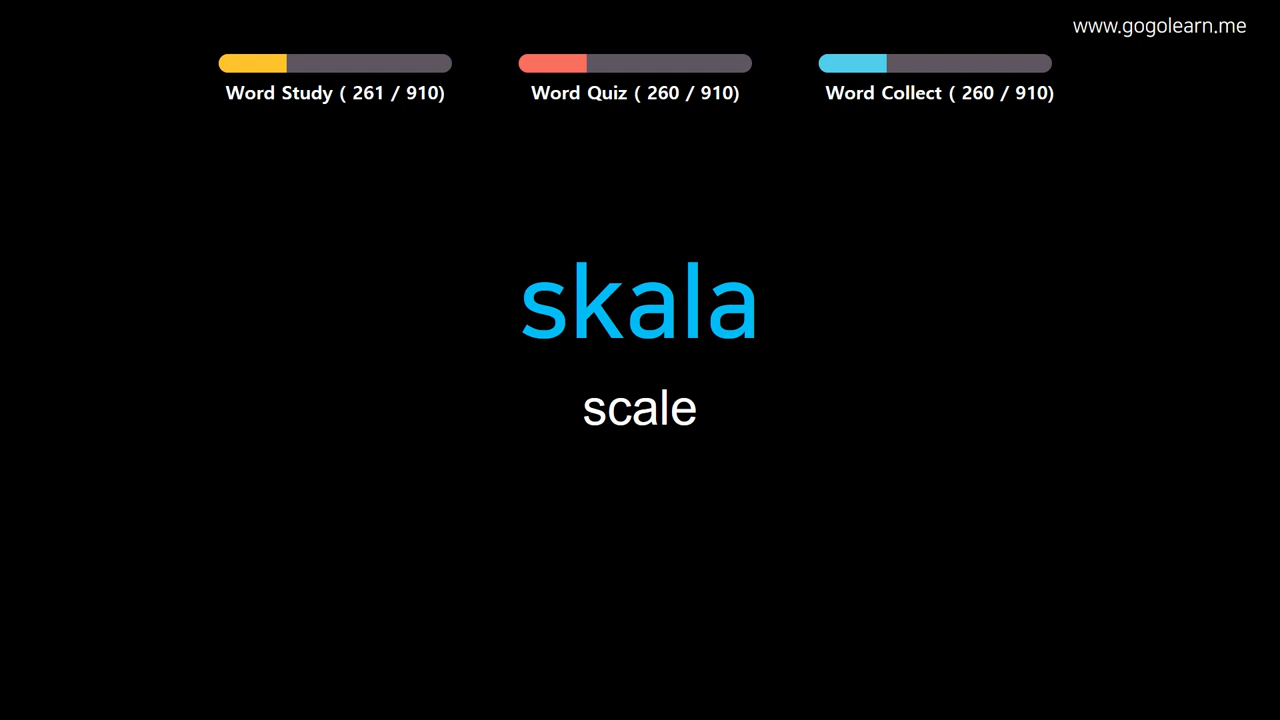 www.gogolearn.me
Word Study ( 261 / 910)
Word Quiz ( 260 / 910)
Word Collect ( 260 / 910)
skala
scale